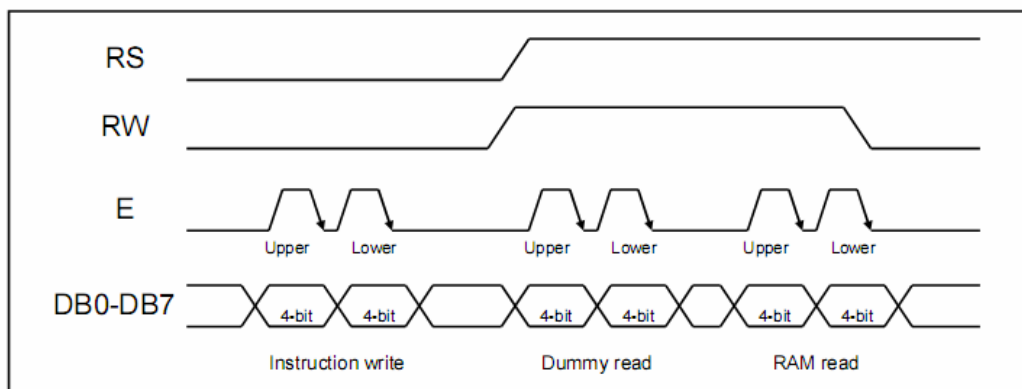 RS
RW
E
Upper Lower Upper Lower Upper Lower
DB0-DB7 4-bit 4-bit 4-bit 4-bit 4-bit 4-bit
Instruction write Dummy read RAM read